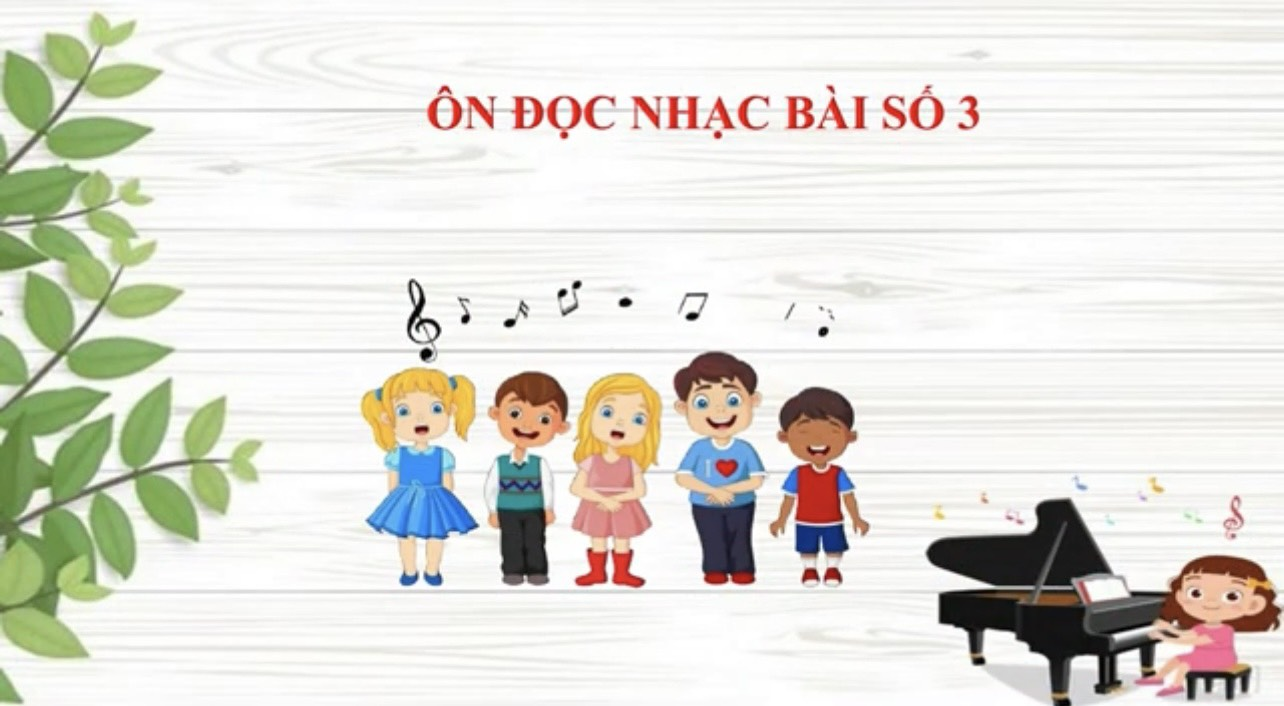 ÔN ĐỌC NHẠC BÀI SỐ 3
I